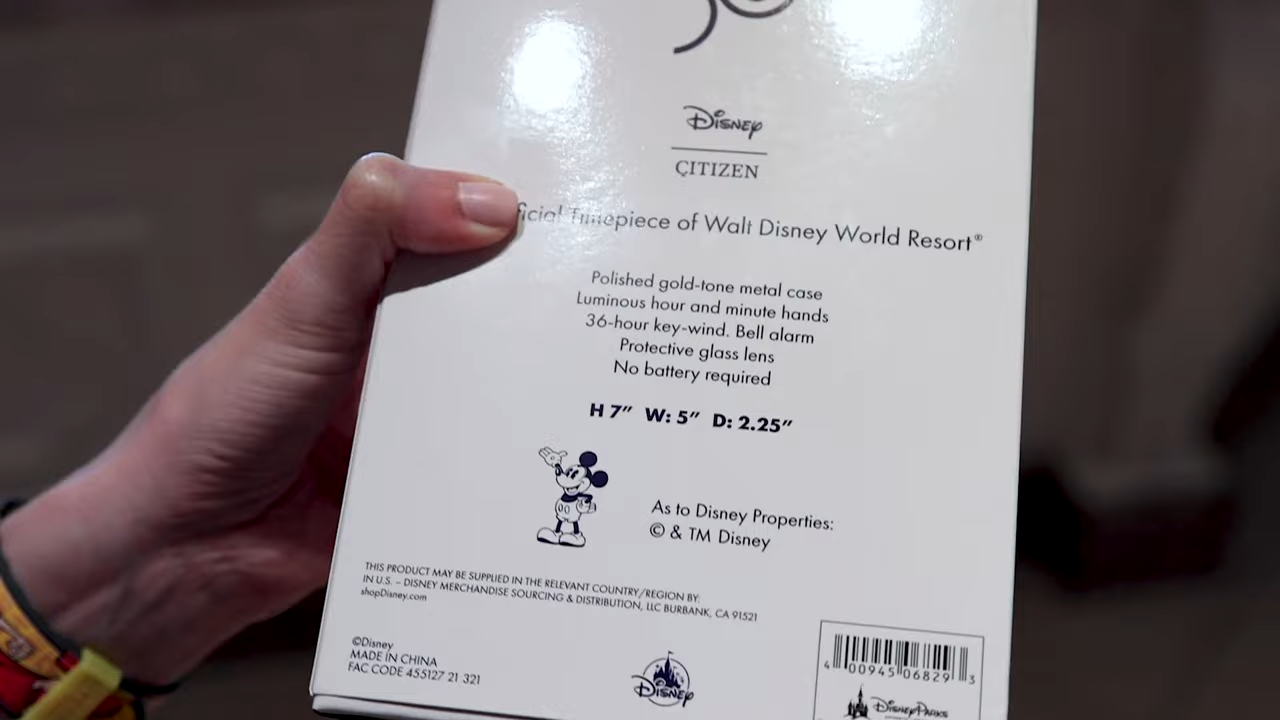 Disney
CITIZEN
ficial Timepiece of Walt Disney World Resort®
Polished gold-tone metal case
Luminous hour and minute hands
36-hour key-wind. Bell alarm
Protective glass lens
No battery required
H 7" W: 5" D: 2.25"
As to Disney Properties:
© & TM Disney
THIS PRODUCT MAY BE SUPPLIED IN THE RELEVANT COUNTRY/REGION BY:
IN U.S. – DISNEY MERCHANDISE SOURCING & DISTRIBUTION, LLC BURBANK, CA 91521
shopDisney.com
©Disney
MADE IN CHINA
FAC CODE 455127 21 321
Disney
4 00945 06829 3
Disney PARKS